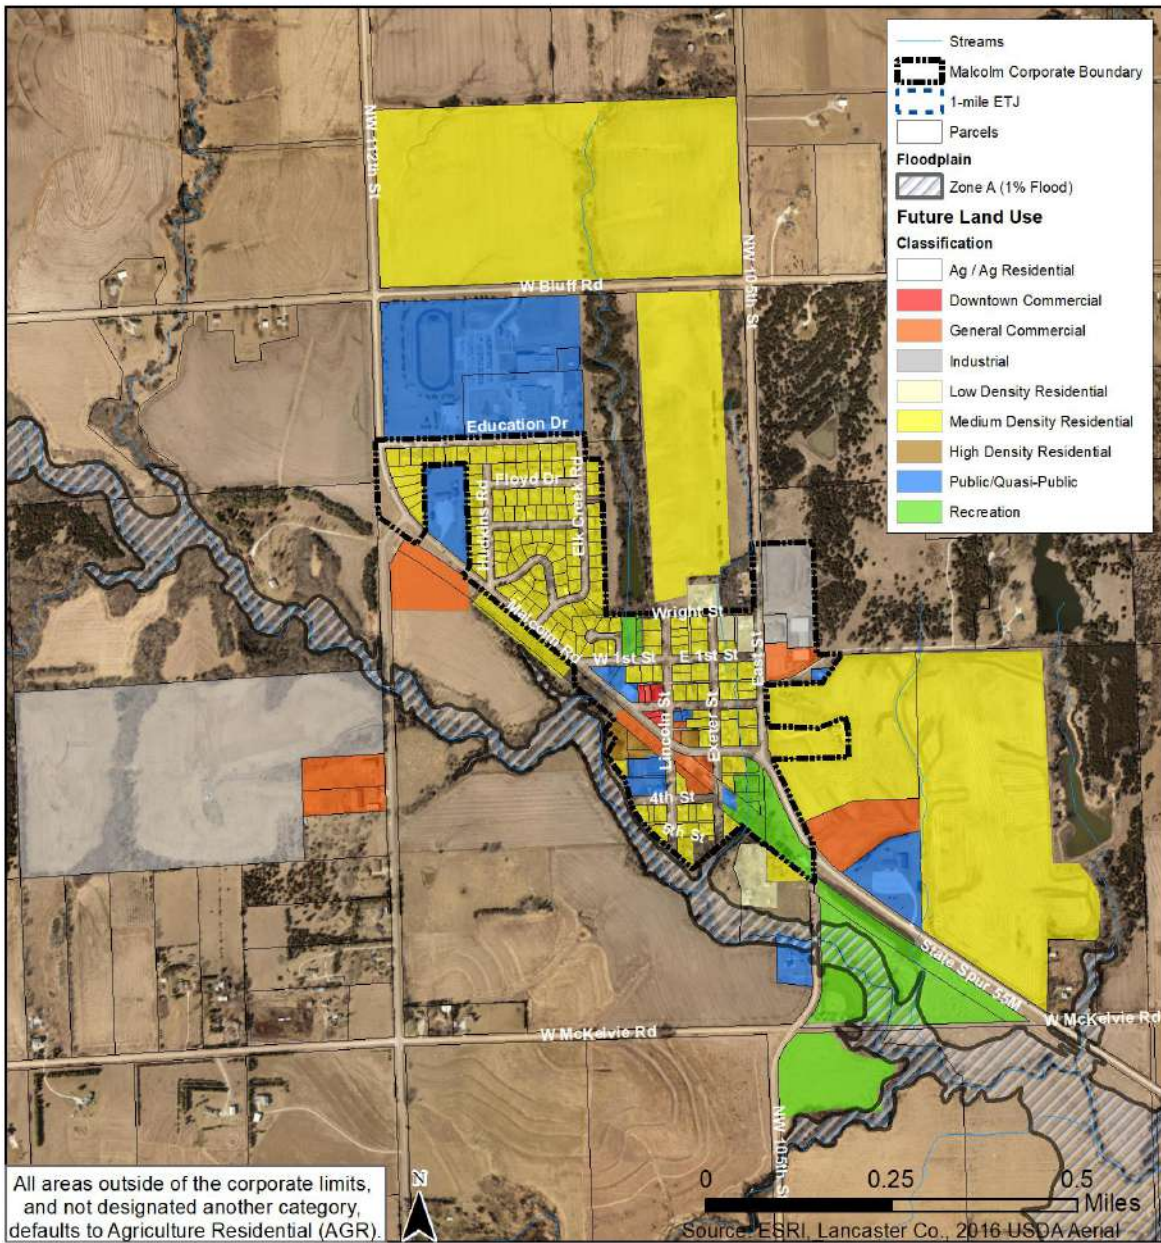 Streams
Malcolm Corporate Boundary
1-mile ETJ
Parcels
Floodplain
Zone A (1% Flood)
Future Land Use
Classification
Ag / Ag Residential
Downtown Commercial
General Commercial
Industrial
Low Density Residential
Medium Density Residential
High Density Residential
Public/Quasi-Public
Recreation
NW 112th St
NW 105th St
W Bluff Rd
Education Dr
Floyd Dr
Hickins Rd
Elk Creek Rd
Malcolm Rd
Wright St
W 1st St
E 1st St
East St
Lincoln St
Exeter St
4th St
5th St
State Spur 55M
W McKelvie Rd
W McKelvie Rd
NW 105th St
N
0 0.25 0.5
Miles
Source: ESRI, Lancaster Co., 2016 USDA Aerial
All areas outside of the corporate limits,
and not designated another category,
defaults to Agriculture Residential (AGR).